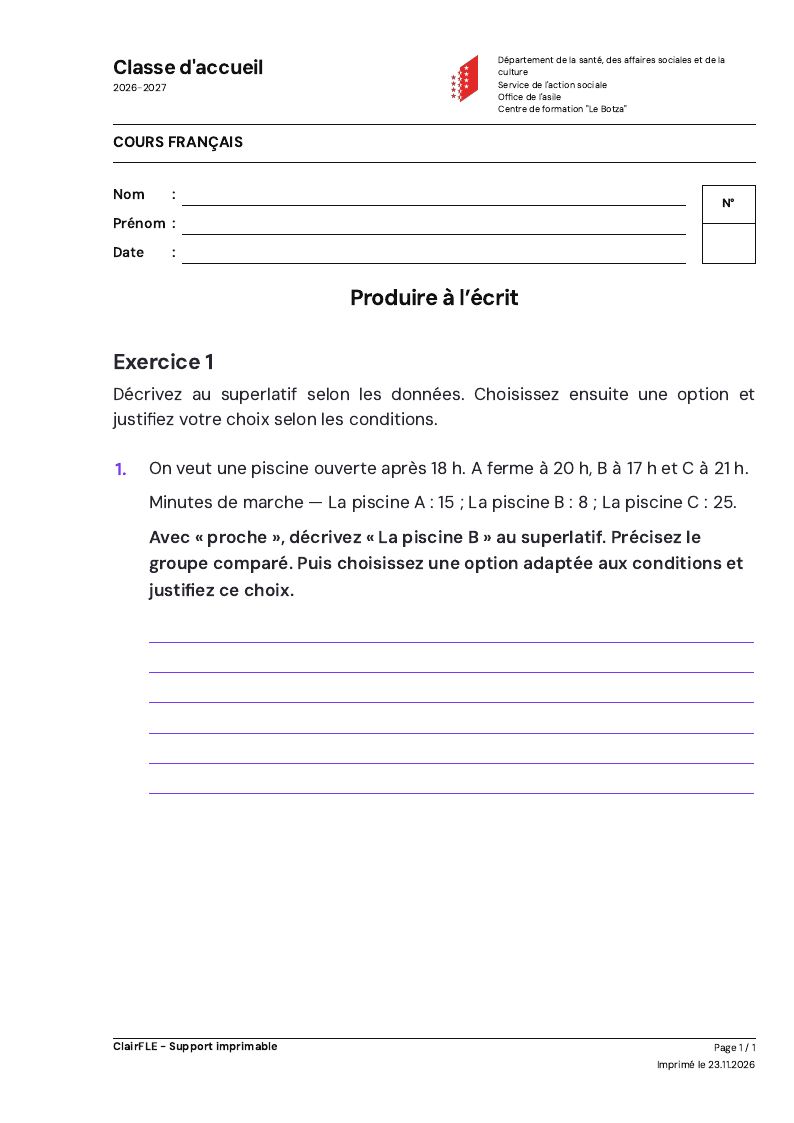 Classe d'accueil
2026-2027
Département de la santé, des affaires sociales et de la
culture
Service de l'action sociale
Office de l'asile
Centre de formation "Le Botza"
COURS FRANÇAIS
Nom :
Prénom :
Date :
N°
Produire à l’écrit
Exercice 1
Décrivez au superlatif selon les données. Choisissez ensuite une option et
justifiez votre choix selon les conditions.
1. On veut une piscine ouverte après 18 h. A ferme à 20 h, B à 17 h et C à 21 h.
Minutes de marche — La piscine A : 15 ; La piscine B : 8 ; La piscine C : 25.
Avec « proche », décrivez « La piscine B » au superlatif. Précisez le
groupe comparé. Puis choisissez une option adaptée aux conditions et
justifiez ce choix.
ClairFLE - Support imprimable
Page 1 / 1
Imprimé le 23.11.2026